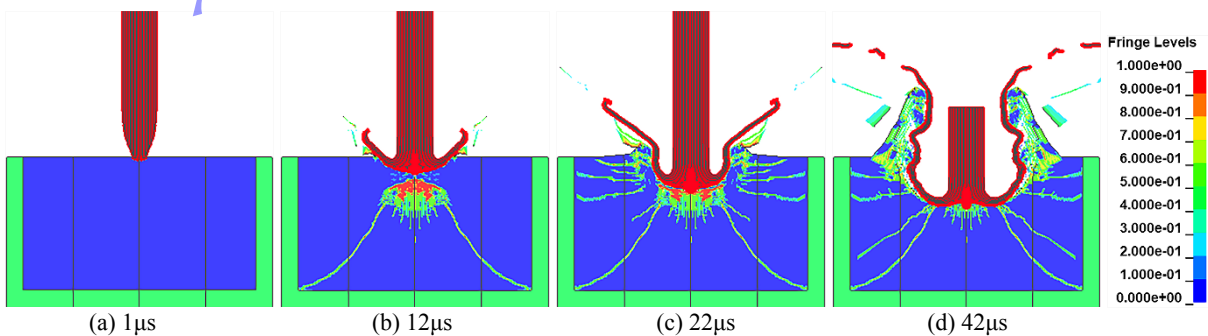 Fringe Levels
1.000e+00
9.000e-01
8.000e-01
7.000e-01
6.000e-01
5.000e-01
4.000e-01
3.000e-01
2.000e-01
1.000e-01
0.000e+00
(a) 1μs
(b) 12μs
(c) 22μs
(d) 42μs